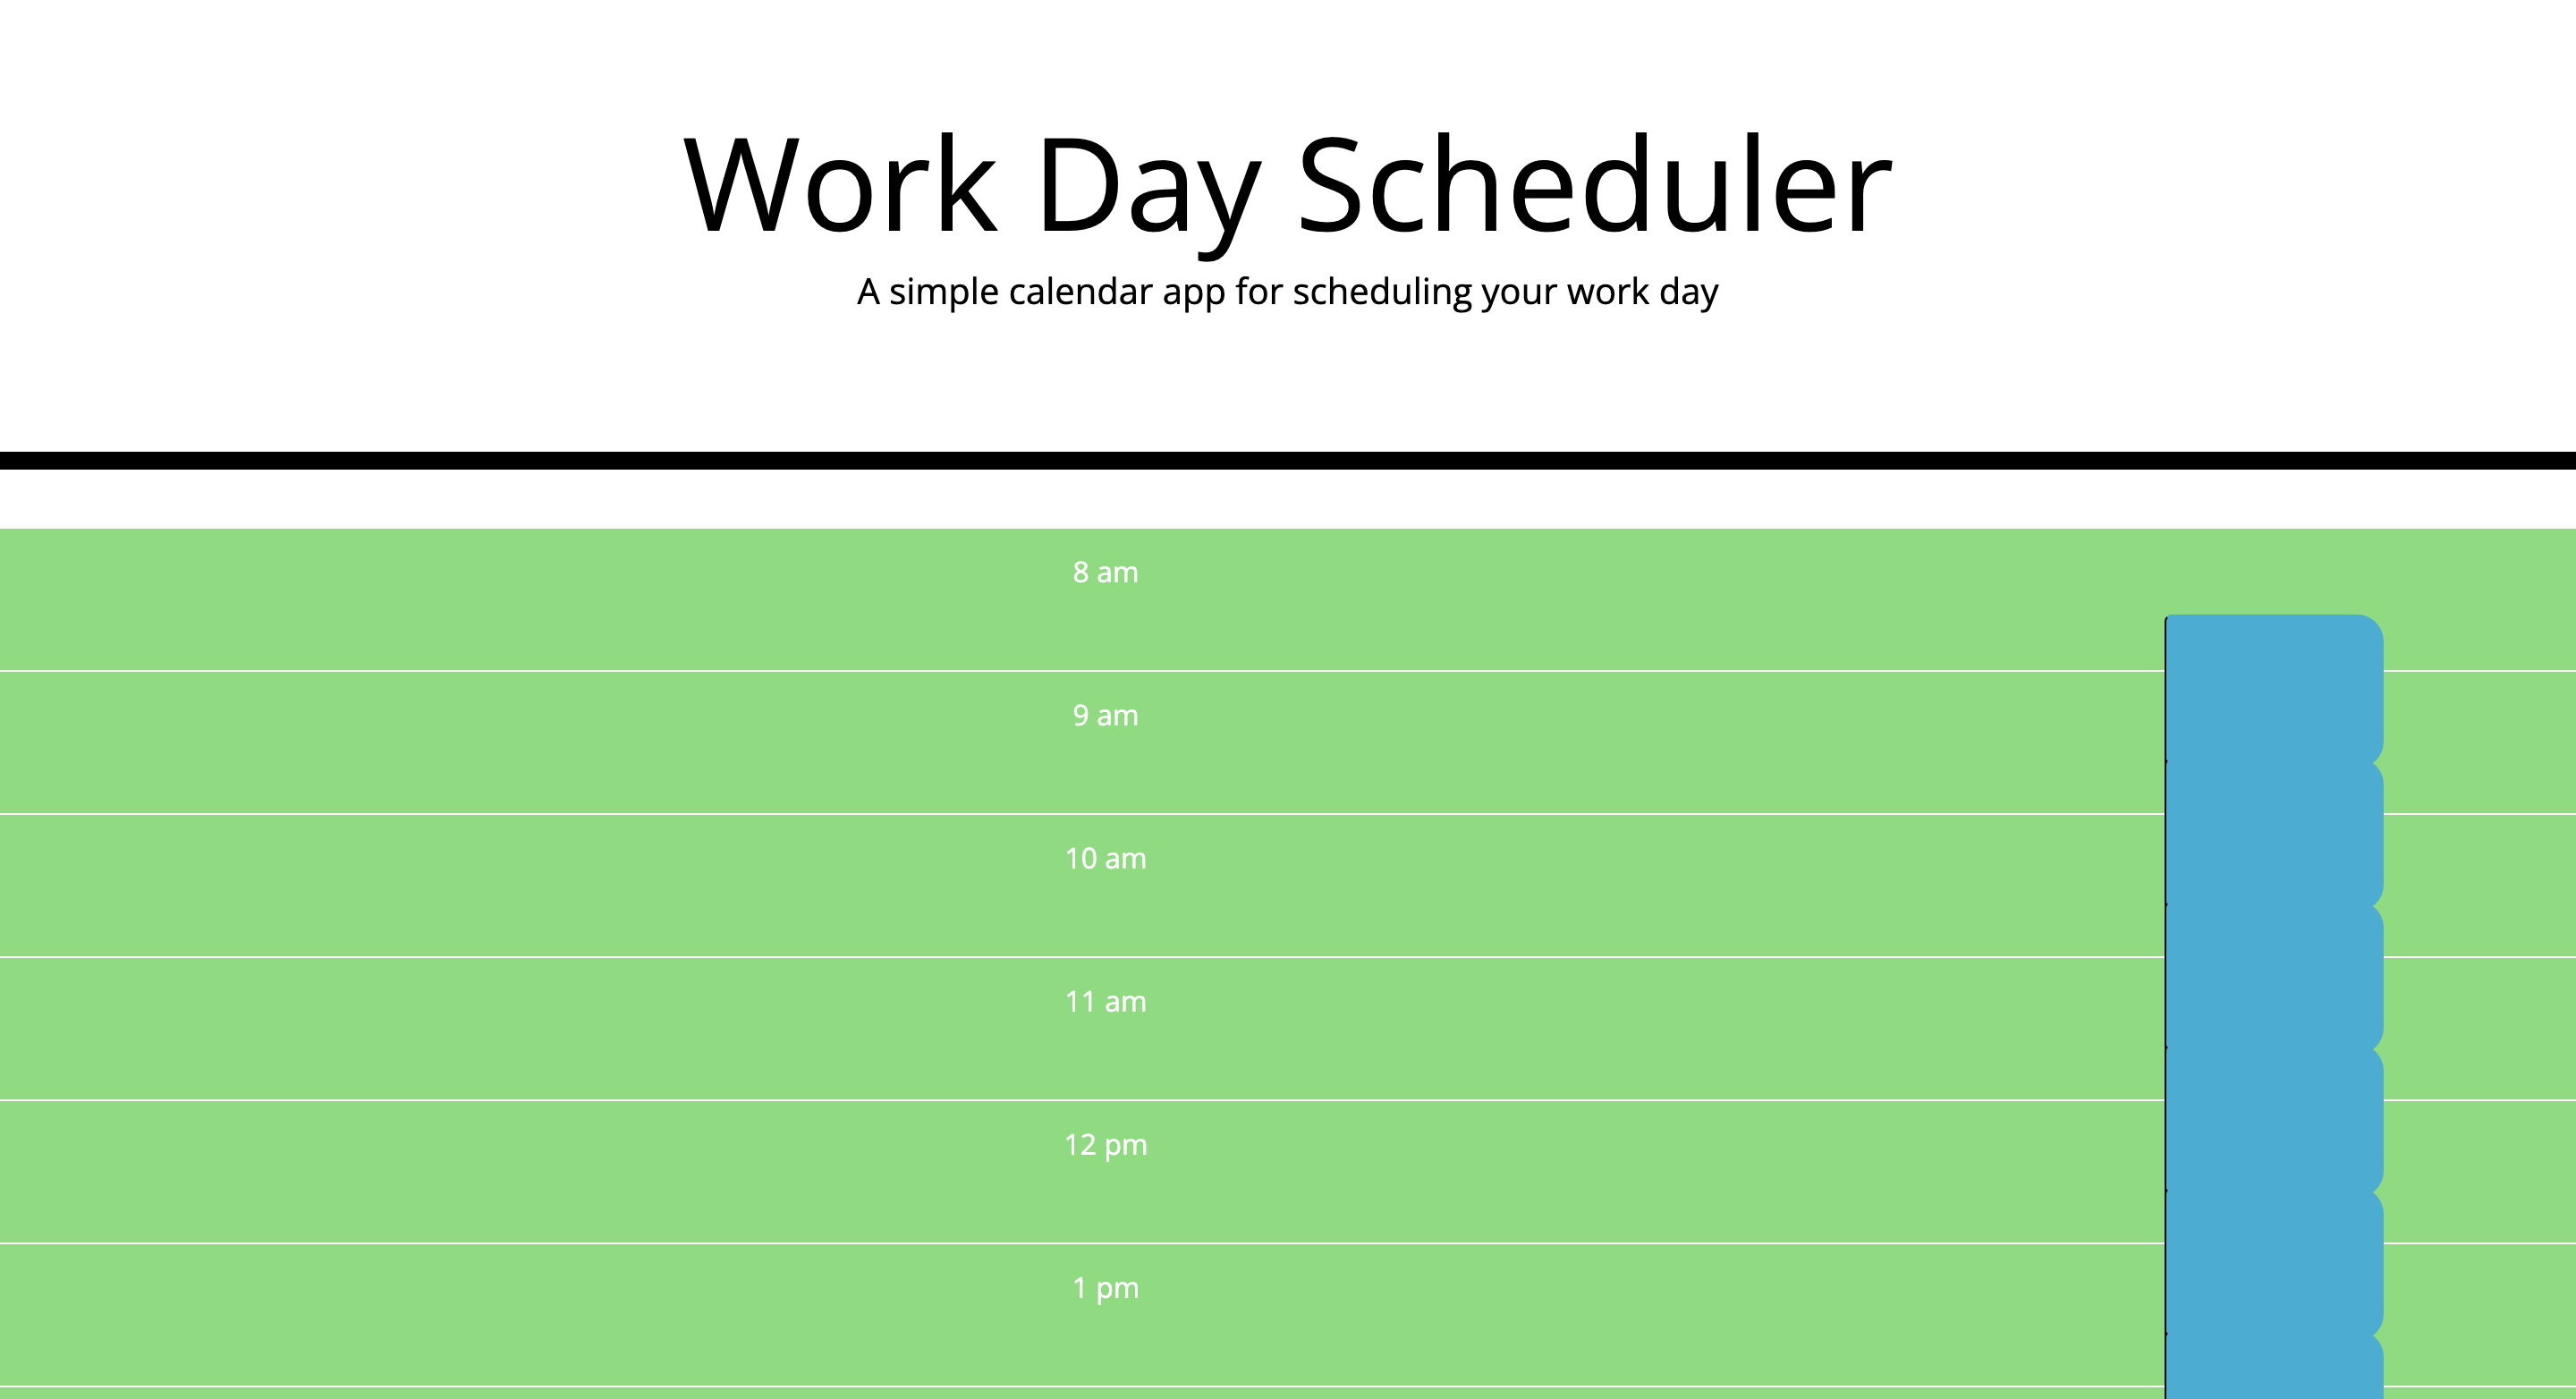 Work Day Scheduler
A simple calendar app for scheduling your work day
8 am
9 am
10 am
11 am
12 pm
1 pm